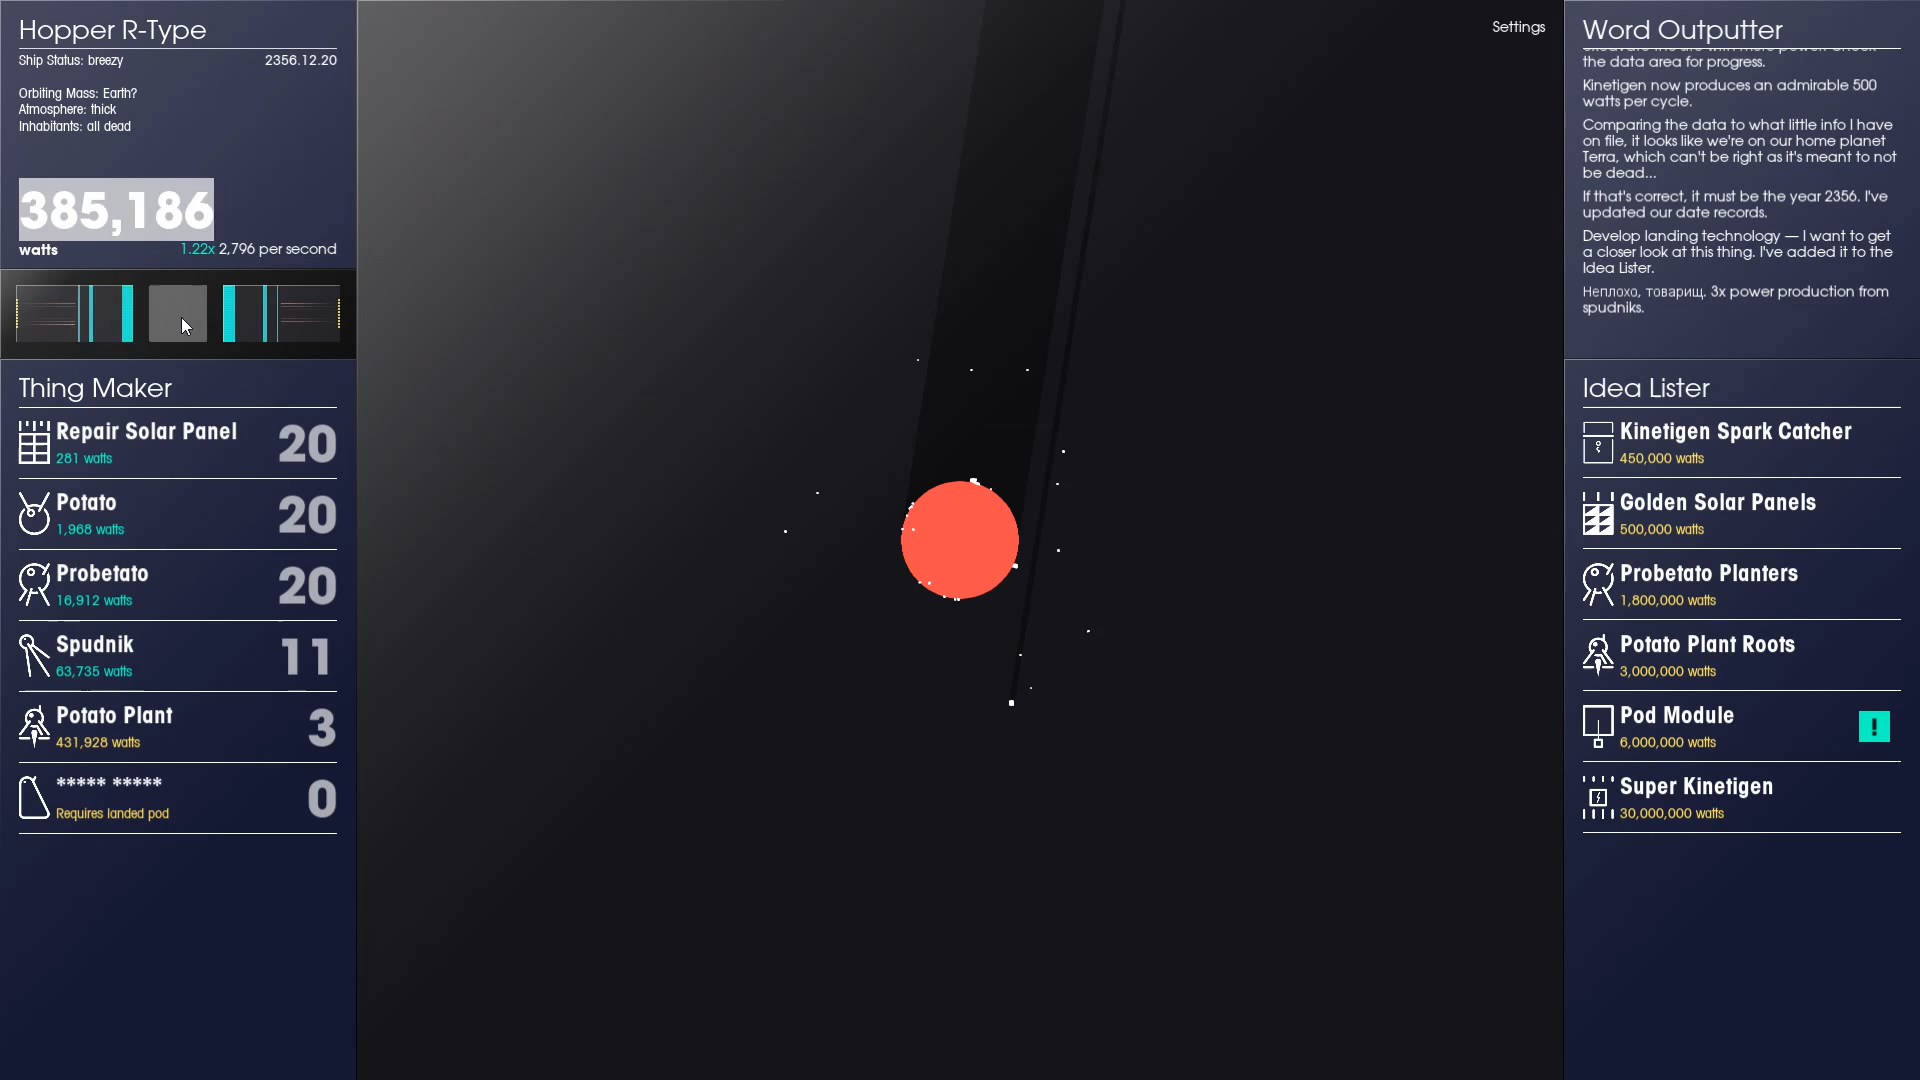 Hopper R-Type
Ship Status: breezy
2356.12.20
Orbiting Mass: Earth?
Atmosphere: thick
Inhabitants: all dead
385,186
watts
1.22x 2,796 per second
Thing Maker
Repair Solar Panel
281 watts
20
Potato
1,968 watts
20
Probetato
16,912 watts
20
Spudnik
63,735 watts
11
Potato Plant
431,928 watts
3
***** *****
Requires landed pod
0
Settings
Word Outputter
the data area for progress.
Kinetigen now produces an admirable 500
watts per cycle.
Comparing the data to what little info I have
on file, it looks like we're on our home planet
Terra, which can't be right as it's meant to not
be dead...
If that's correct, it must be the year 2356. I've
updated our date records.
Develop landing technology — I want to get
a closer look at this thing. I've added it to the
Idea Lister.
Неплохо, товарищ. 3x power production from
spudniks.
Idea Lister
Kinetigen Spark Catcher
450,000 watts
Golden Solar Panels
500,000 watts
Probetato Planters
1,800,000 watts
Potato Plant Roots
3,000,000 watts
Pod Module
6,000,000 watts
!
Super Kinetigen
30,000,000 watts